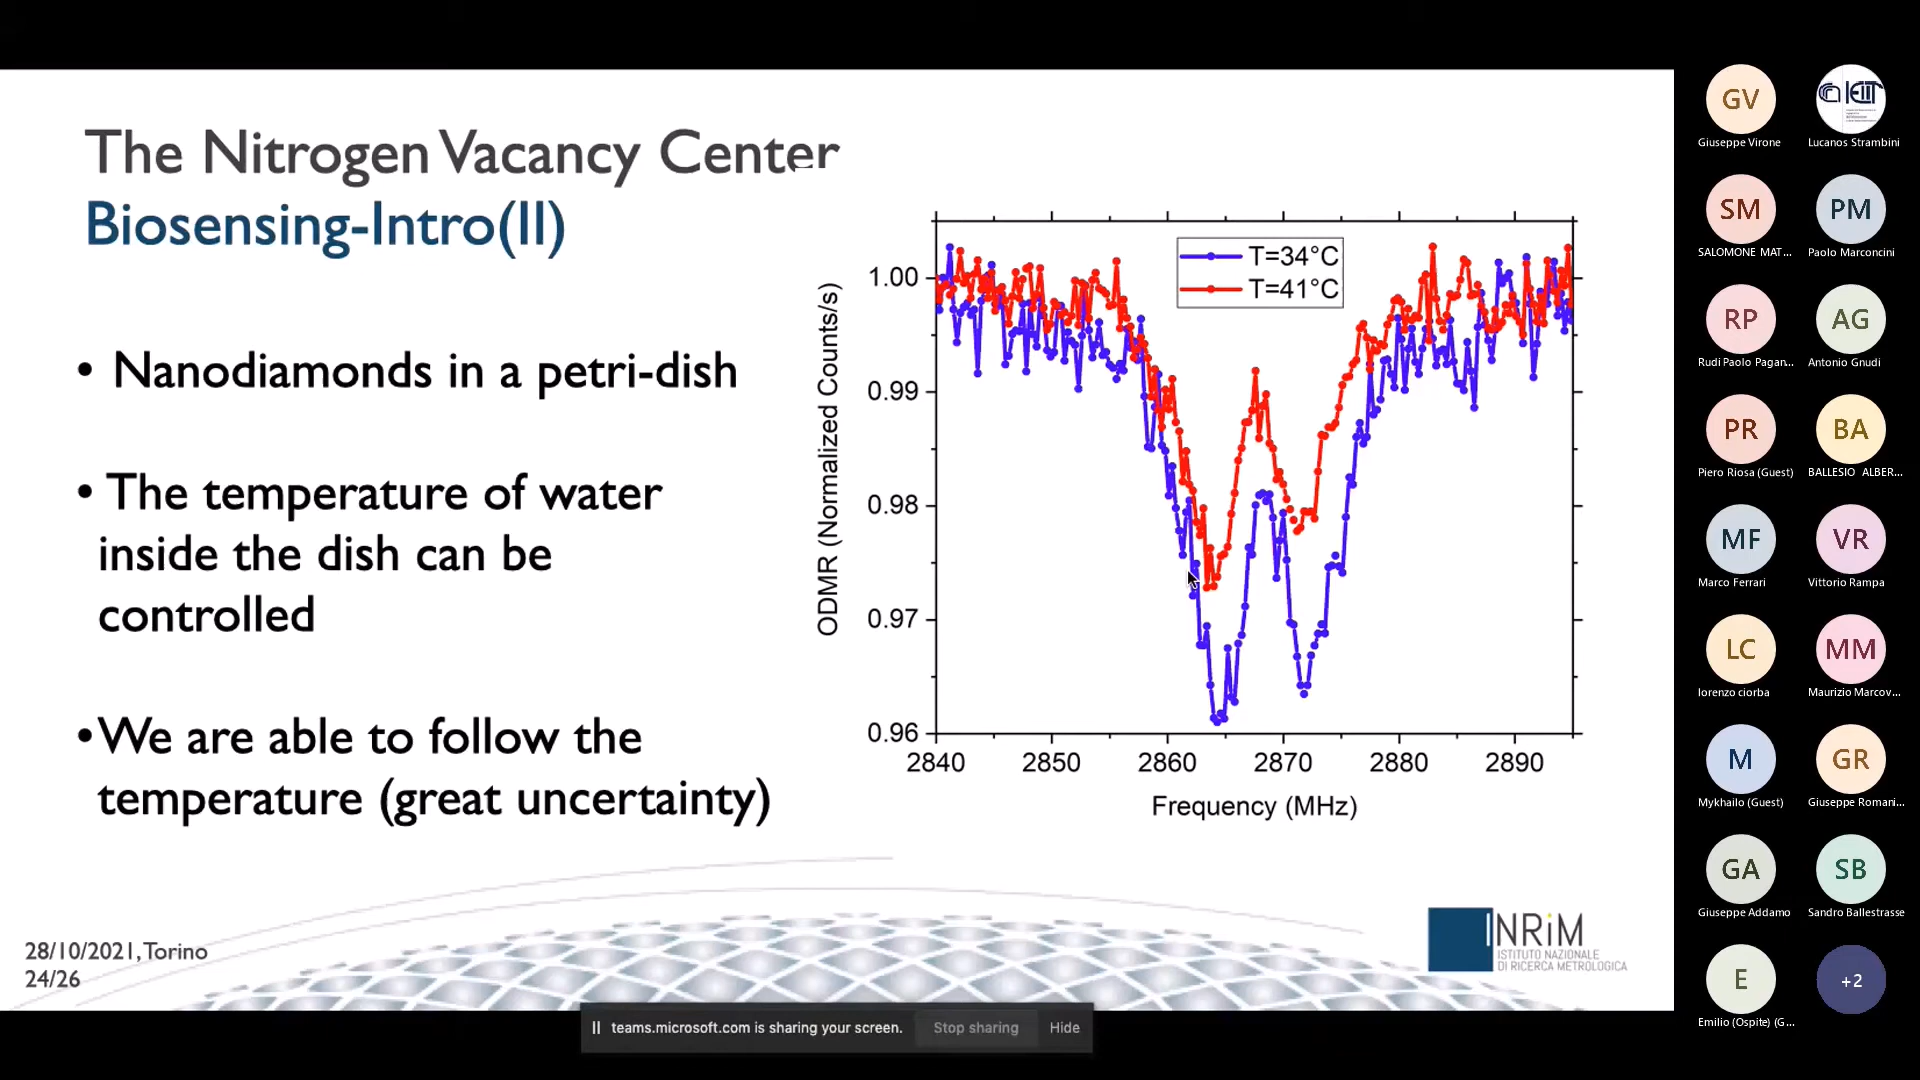 The Nitrogen Vacancy Center
Biosensing-Intro(II)
• Nanodiamonds in a petri-dish
• The temperature of water
inside the dish can be
controlled
•We are able to follow the
temperature (great uncertainty)
T=34°C
T=41°C
ODMR (Normalized Counts/s)
1.00
0.99
0.98
0.97
0.96
2840 2850 2860 2870 2880 2890
Frequency (MHz)
28/10/2021, Torino
24/26
INRiM
ISTITUTO NAZIONALE
DI RICERCA METROLOGICA
teams.microsoft.com is sharing your screen. Stop sharing Hide
GV
Giuseppe Virone
IEIIT
Lucanos Strambini
SM
SALOMONE MAT...
PM
Paolo Marconcini
RP
Rudi Paolo Pagan...
AG
Antonio Gnudi
PR
Piero Riosa (Guest)
BA
BALLESIO ALBER...
MF
Marco Ferrari
VR
Vittorio Rampa
LC
lorenzo ciorba
MM
Maurizio Marcov...
M
Mykhailo (Guest)
GR
Giuseppe Romani...
GA
Giuseppe Addamo
SB
Sandro Ballestrasse
E
Emilio (Ospite) (G...
+2